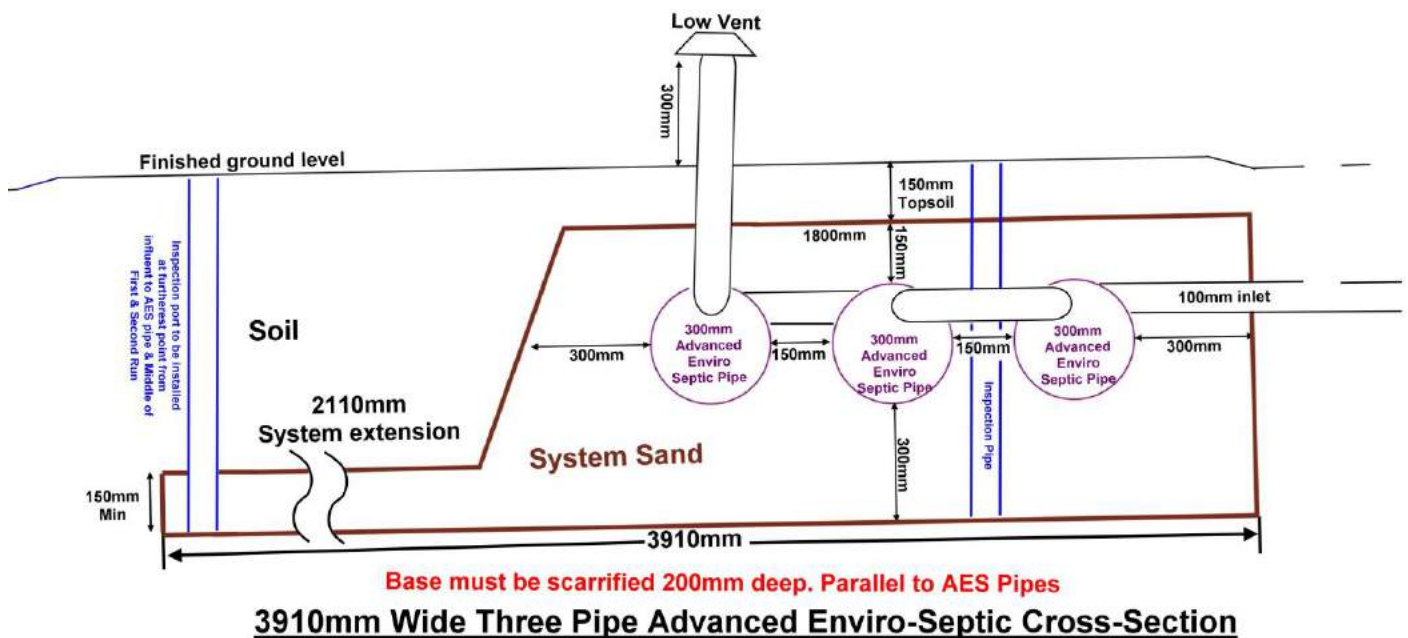 Low Vent
300mm
Finished ground level
150mm
Topsoil
1800mm
150mm
Inspection port to be installed
at furtherest point from
influent to AES pipe & Middle of
First & Second Run
100mm inlet
Soil
300mm
Advanced
Enviro
Septic Pipe
300mm
Advanced
Enviro
Septic Pipe
300mm
Advanced
Enviro
Septic Pipe
300mm
150mm
150mm
300mm
2110mm
System extension
System Sand
300mm
Inspection Pipe
150mm
Min
3910mm
Base must be scarrified 200mm deep. Parallel to AES Pipes
3910mm Wide Three Pipe Advanced Enviro-Septic Cross-Section